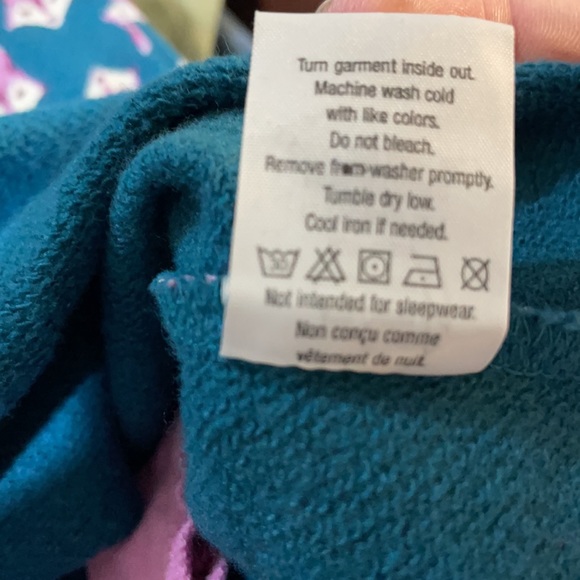 Turn garment inside out.
Machine wash cold
with like colors.
Do not bleach.
Remove from washer promptly.
Tumble dry low.
Cool iron if needed.
30
Not intended for sleepwear.
Non conçu comme
vêtement de nuit.